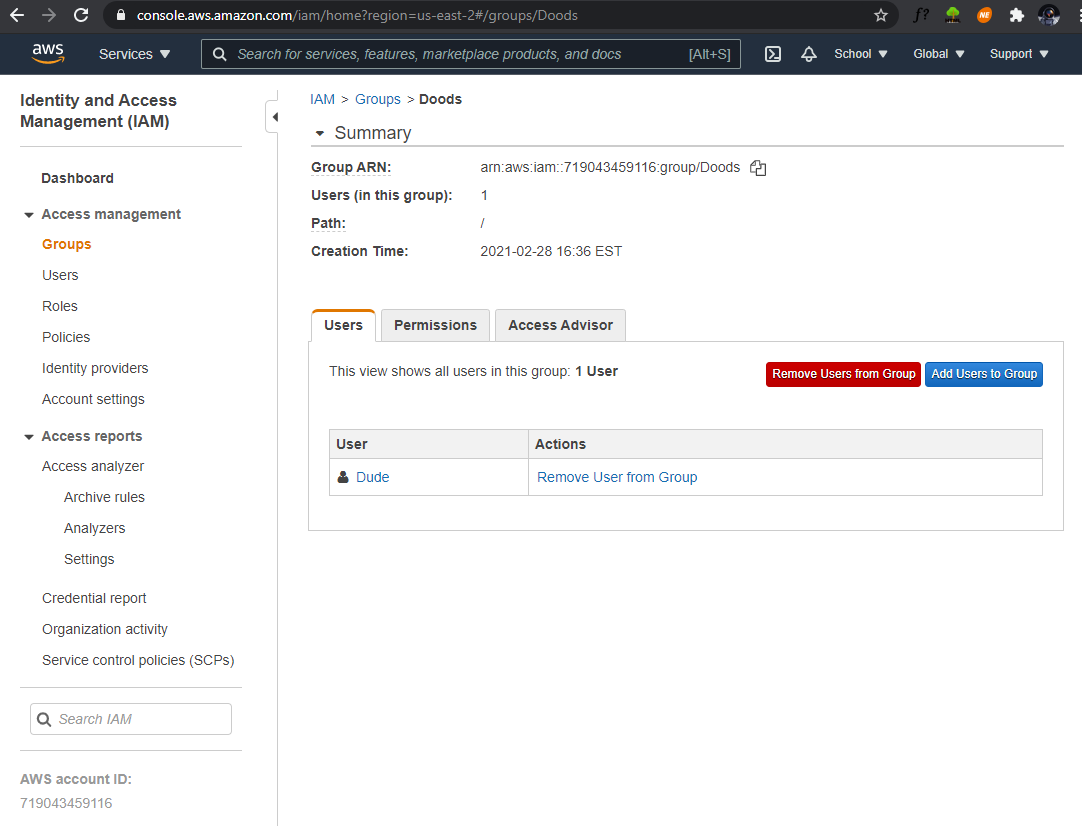 console.aws.amazon.com/iam/home?region=us-east-2#/groups/Doods
f?
NE
aws
Services
Search for services, features, marketplace products, and docs
[Alt+S]
School
Global
Support
Identity and Access
Management (IAM)
Dashboard
Access management
Groups
Users
Roles
Policies
Identity providers
Account settings
Access reports
Access analyzer
Archive rules
Analyzers
Settings
Credential report
Organization activity
Service control policies (SCPs)
Search IAM
AWS account ID:
719043459116
IAM > Groups > Doods
Summary
Group ARN: arn:aws:iam::719043459116:group/Doods
Users (in this group): 1
Path: /
Creation Time: 2021-02-28 16:36 EST
Users Permissions Access Advisor
This view shows all users in this group: 1 User
Remove Users from Group Add Users to Group
User Actions
Dude Remove User from Group